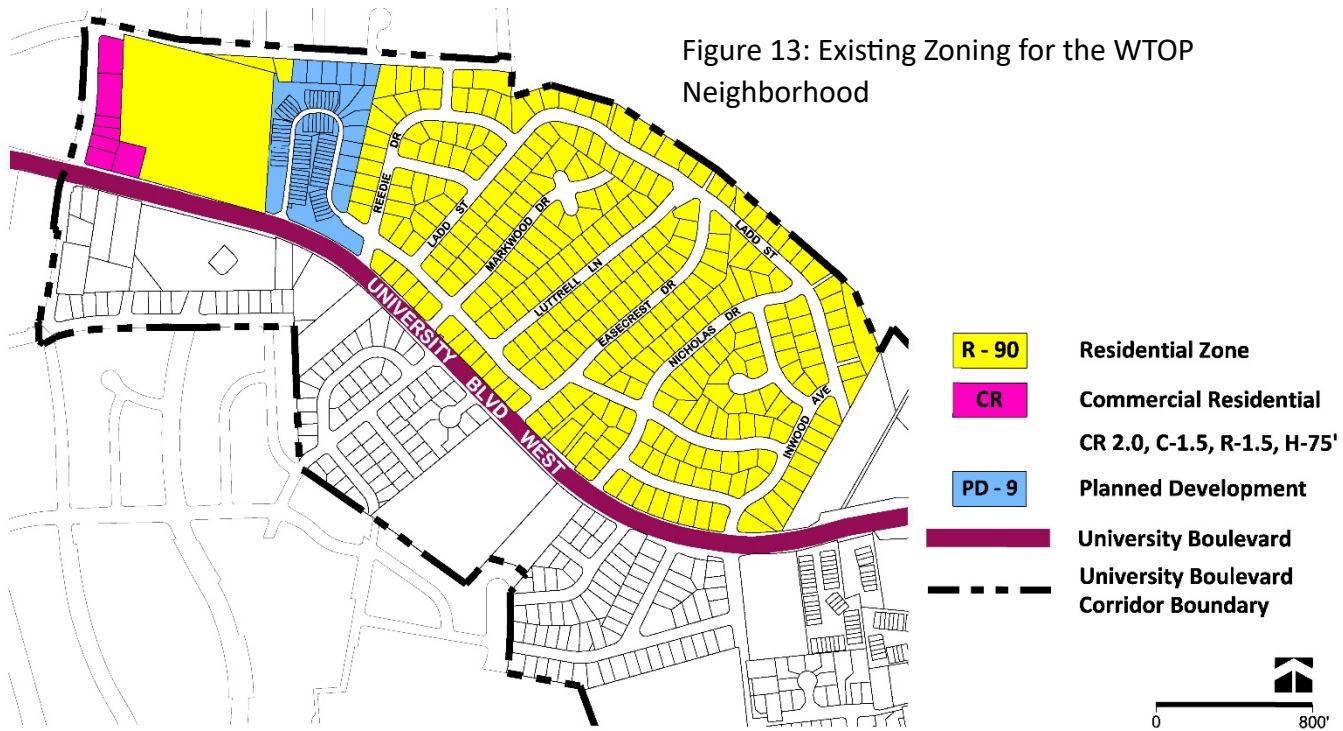 Figure 13: Existing Zoning for the WTOP
Neighborhood
REEDIE DR
LADD ST
MARKWOOD DR
LUTTRELL LN
EASECREST DR
NICHOLAS DR
LADD ST
INWOOD AVE
UNIVERSITY BLVD WEST
R - 90 Residential Zone
CR Commercial Residential
CR 2.0, C-1.5, R-1.5, H-75'
PD - 9 Planned Development
University Boulevard
University Boulevard
Corridor Boundary
0 800'